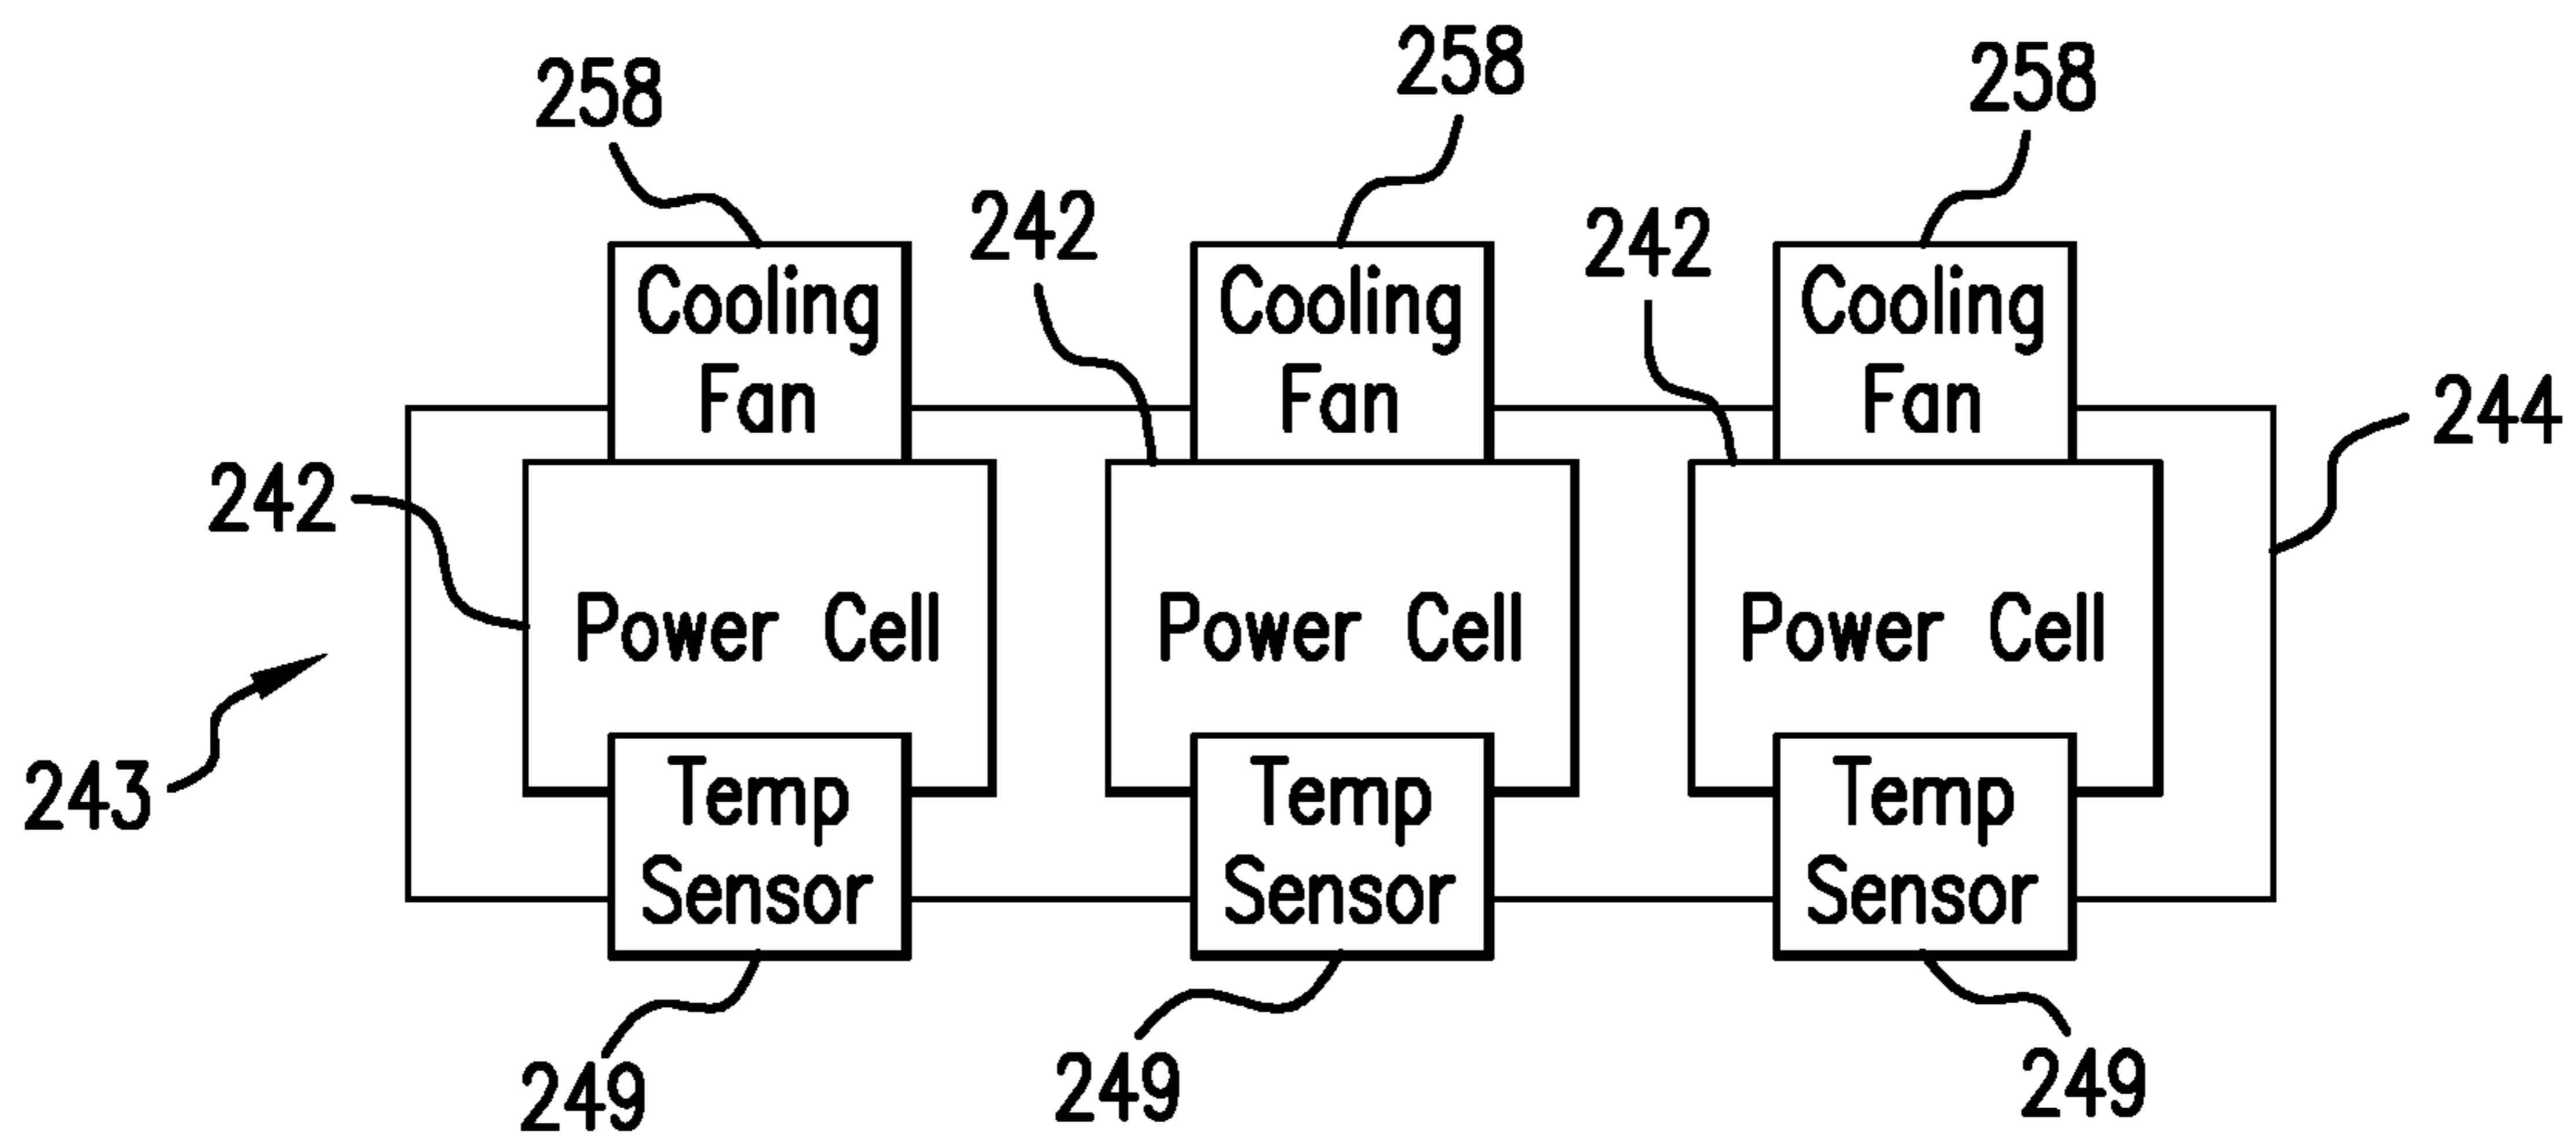 258
258
258
242
242
Cooling
Fan
Cooling
Fan
Cooling
Fan
244
242
Power Cell
Power Cell
Power Cell
243
Temp
Sensor
Temp
Sensor
Temp
Sensor
249
249
249